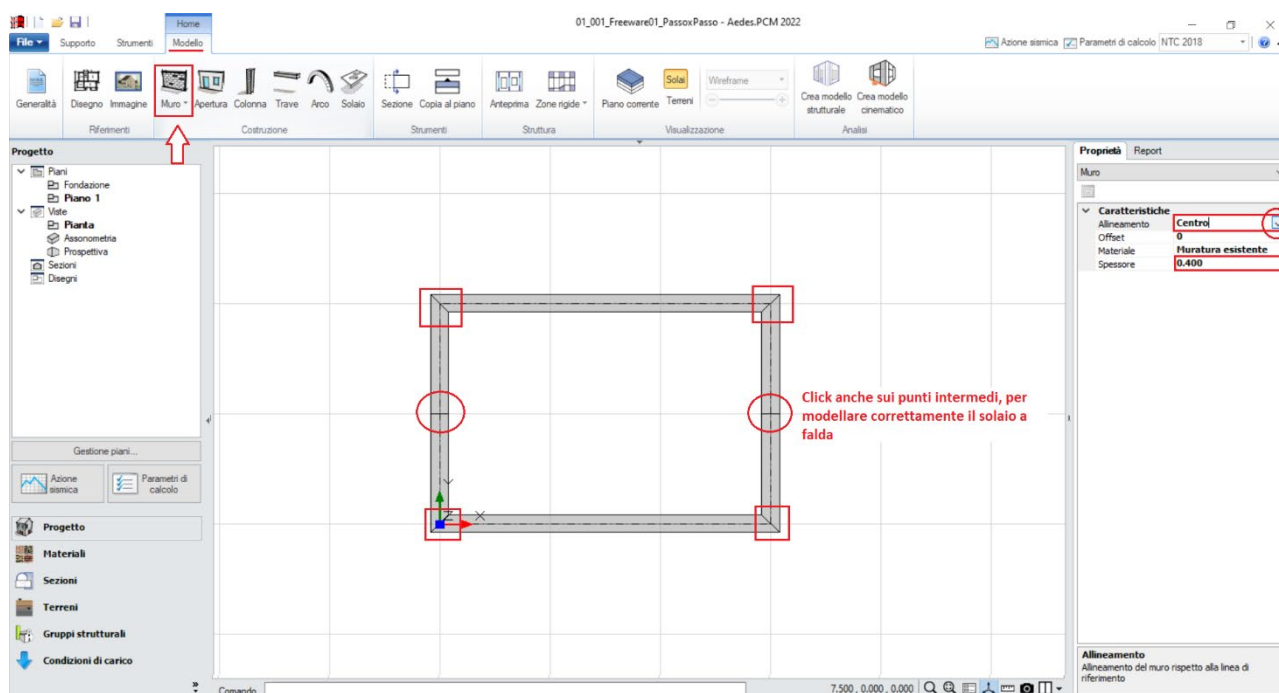 01_001_Freeware01_PassoxPasso - Aedes.PCM 2022
Home
File
Supporto
Strumenti
Modello
Azione sismica
Parametri di calcolo
NTC 2018
Generalità
Disegno
Immagine
Muro
Apertura
Colonna
Trave
Arco
Solaio
Sezione
Copia al piano
Anteprima
Zone rigide
Piano corrente
Solai
Terreni
Wireframe
Crea modello
strutturale
Crea modello
cinematico
Riferimenti
Costruzione
Strumenti
Struttura
Visualizzazione
Analisi
Progetto
Piani
Fondazione
Piano 1
Viste
Pianta
Assonometria
Prospettiva
Sezioni
Disegni
Gestione piani...
Azione
sismica
Parametri di
calcolo
Progetto
Materiali
Sezioni
Terreni
Gruppi strutturali
Condizioni di carico
Click anche sui punti intermedi, per
modellare correttamente il solaio a
falda
Y
Z
X
Comando
7.500 , 0.000 , 0.000
Proprietà
Report
Muro
Caratteristiche
Allineamento Centro
Offset 0
Materiale Muratura esistente
Spessore 0.400
Allineamento
Allineamento del muro rispetto alla linea di
riferimento